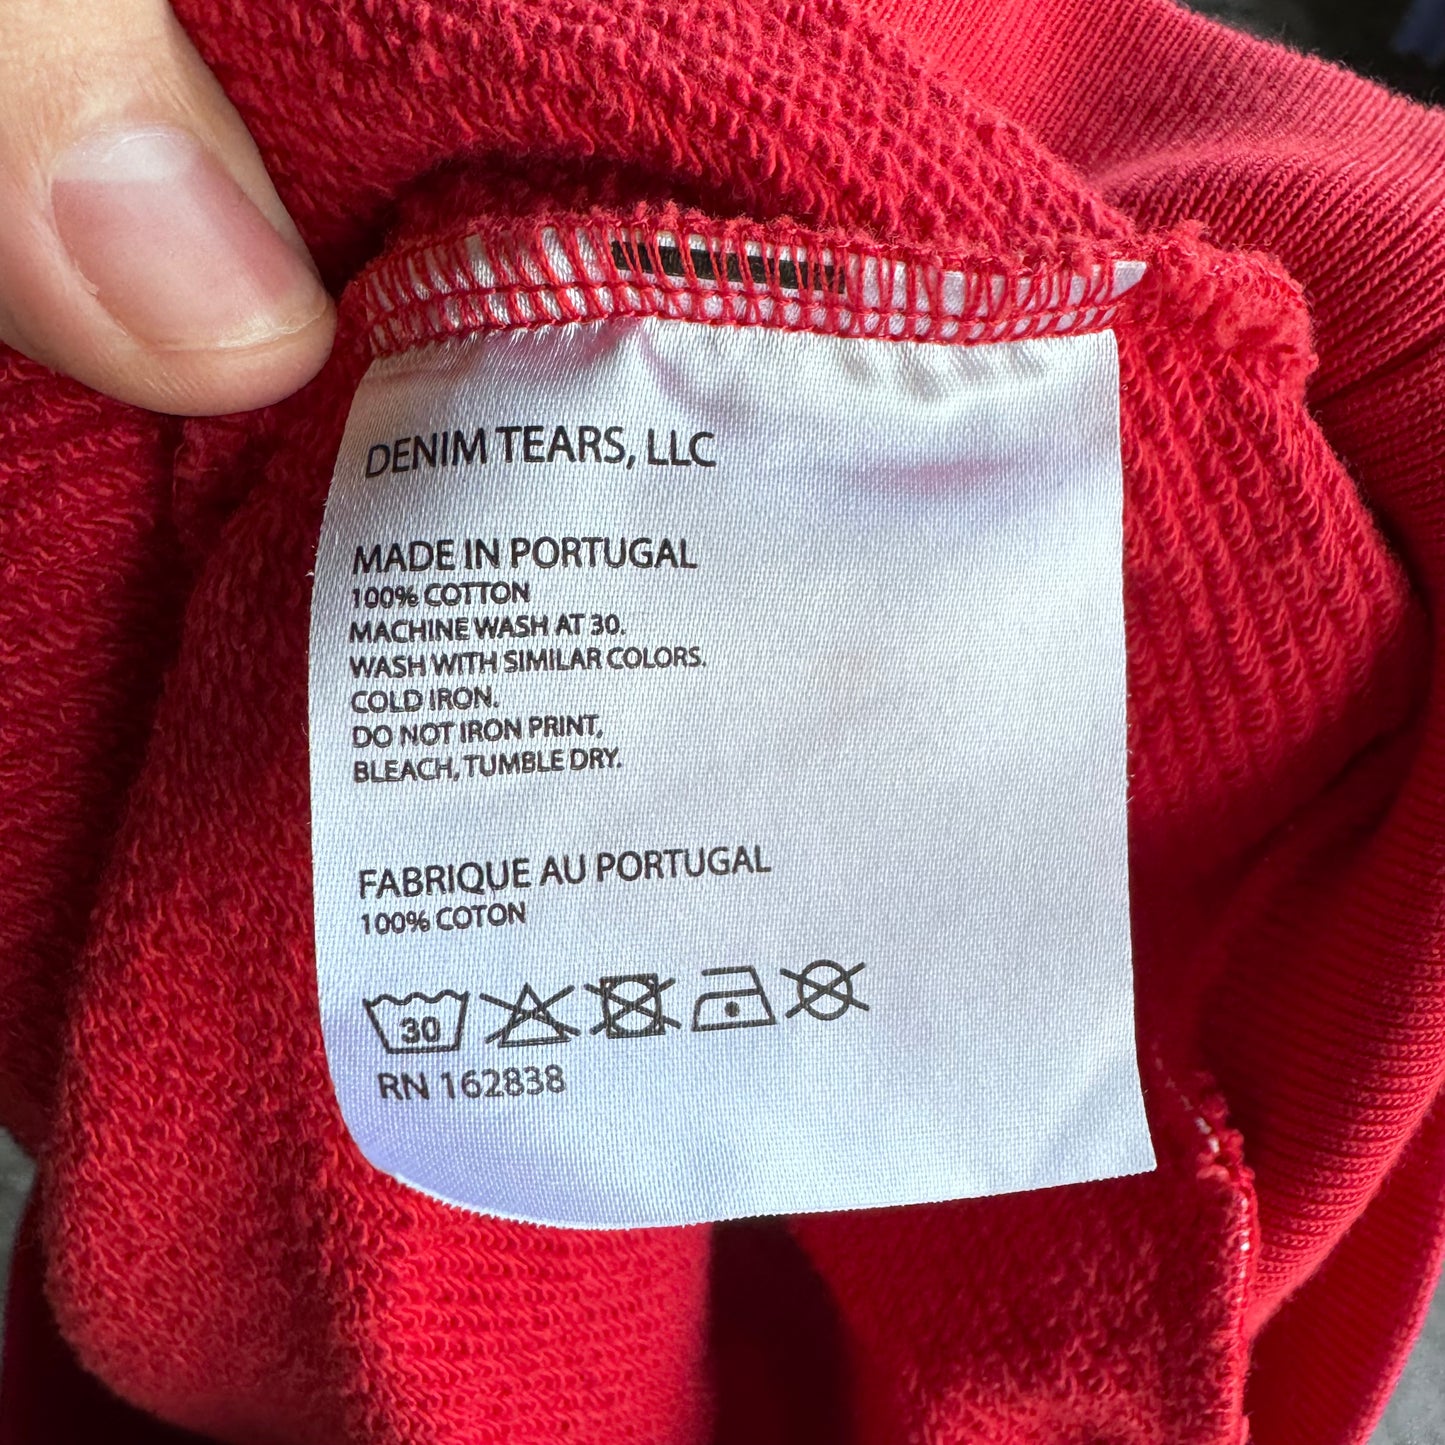 DENIM TEARS, LLC
MADE IN PORTUGAL
100% COTTON
MACHINE WASH AT 30.
WASH WITH SIMILAR COLORS.
COLD IRON.
DO NOT IRON PRINT,
BLEACH, TUMBLE DRY.
FABRIQUE AU PORTUGAL
100% COTON
30
RN 162838